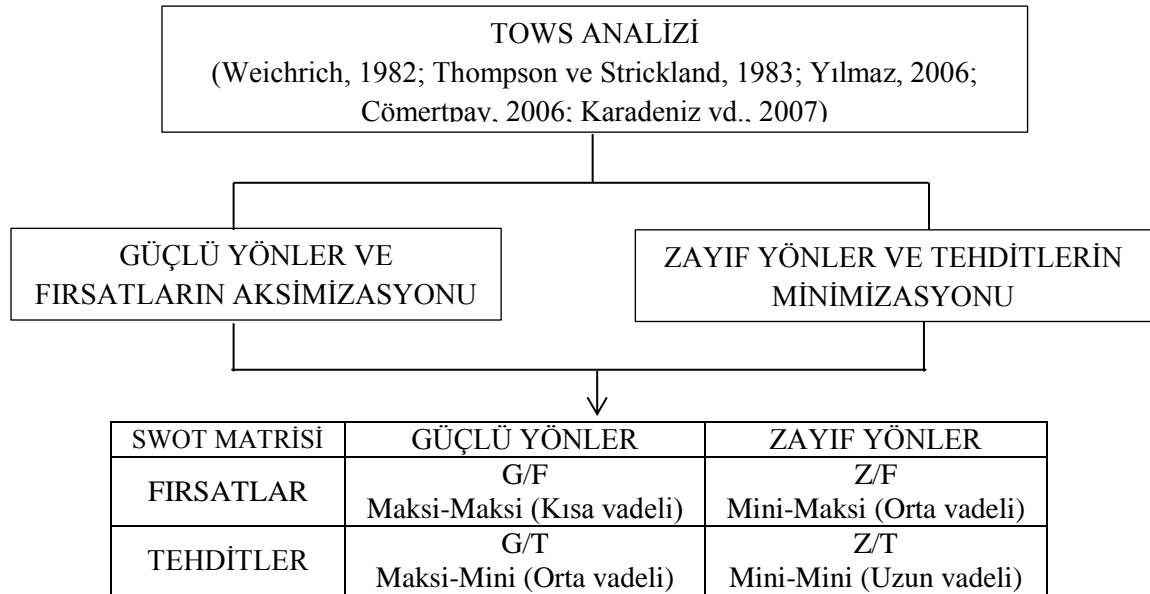 TOWS ANALİZİ
(Weichrich, 1982; Thompson ve Strickland, 1983; Yılmaz, 2006;
Cömertpay, 2006; Karadeniz vd., 2007)
GÜÇLÜ YÖNLER VE
FIRSATLARIN AKSİMİZASYONU
ZAYIF YÖNLER VE TEHDİTLERİN
MİNİMİZASYONU
SWOT MATRİSİ GÜÇLÜ YÖNLER ZAYIF YÖNLER
FIRSATLAR G/F Z/F
Maksi-Maksi (Kısa vadeli) Mini-Maksi (Orta vadeli)
TEHDİTLER G/T Z/T
Maksi-Mini (Orta vadeli) Mini-Mini (Uzun vadeli)